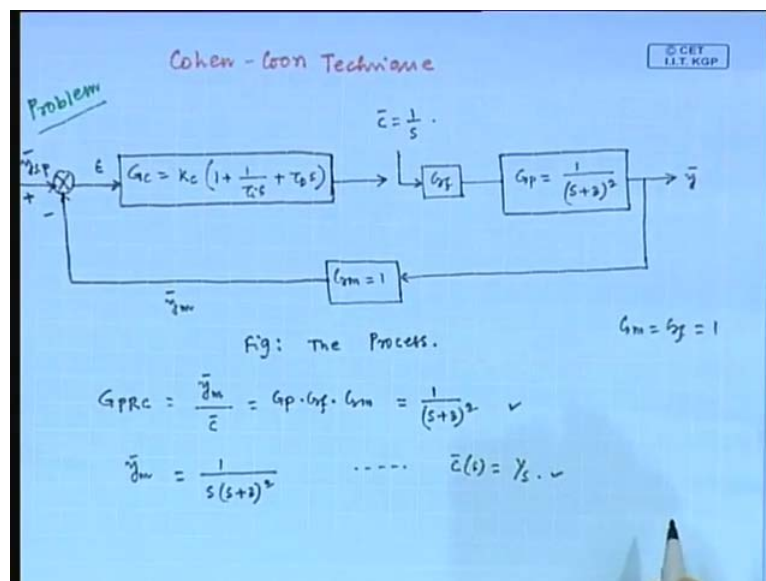 Cohen - Coon Technique
© CET
I.I.T. KGP
Problem
c̄ = 1/s .
ȳsp
+
-
ε
Gc = Kc (1 + 1/τi s + τD s)
Gf
Gp = 1/(s+3)²
ȳ
Gm = 1
ȳm
Gm = Gf = 1
Fig: The Process.
GPRC = ȳm/c̄ = Gp · Gf · Gm = 1/(s+3)² ✓
ȳm = 1/s(s+3)² ..... c̄(s) = 1/s . ✓